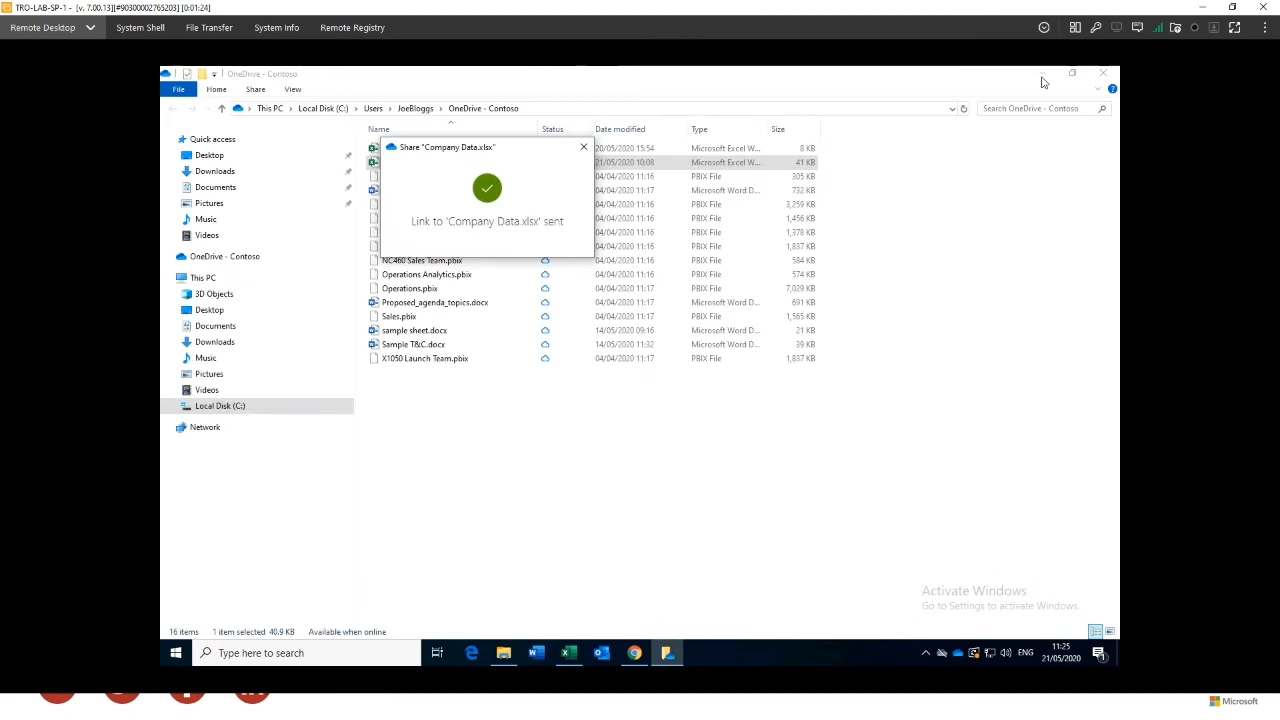 TRO-LAB-SP-1 - [v. 7.00.13][#90300002765203] [0:01:24]
Remote Desktop System Shell File Transfer System Info Remote Registry
OneDrive - Contoso
File Home Share View
This PC Local Disk (C:) Users JoeBloggs OneDrive - Contoso Search OneDrive - Contoso
Name Status Date modified Type Size
Quick access
Desktop
Downloads
Documents
Pictures
Music
Videos
OneDrive - Contoso
This PC
3D Objects
Desktop
Documents
Downloads
Music
Pictures
Videos
Local Disk (C:)
Network
Share "Company Data.xlsx"
Link to 'Company Data.xlsx' sent
20/05/2020 15:54 Microsoft Excel W... 8 KB
21/05/2020 10:08 Microsoft Excel W... 41 KB
04/04/2020 11:16 PBIX File 305 KB
04/04/2020 11:16 Microsoft Word D... 732 KB
04/04/2020 11:16 PBIX File 3,259 KB
04/04/2020 11:16 PBIX File 1,456 KB
04/04/2020 11:16 PBIX File 1,378 KB
04/04/2020 11:16 PBIX File 1,837 KB
NC460 Sales Team.pbix 04/04/2020 11:16 PBIX File 584 KB
Operations Analytics.pbix 04/04/2020 11:16 PBIX File 574 KB
Operations.pbix 04/04/2020 11:17 PBIX File 7,029 KB
Proposed_agenda_topics.docx 04/04/2020 11:17 Microsoft Word D... 691 KB
Sales.pbix 04/04/2020 11:17 PBIX File 1,565 KB
sample sheet.docx 14/05/2020 09:16 Microsoft Word D... 21 KB
Sample T&C.docx 14/05/2020 11:32 Microsoft Word D... 39 KB
X1050 Launch Team.pbix 04/04/2020 11:17 PBIX File 1,837 KB
Activate Windows
Go to Settings to activate Windows.
16 items 1 item selected 40.9 KB Available when online
Type here to search
ENG
11:25
21/05/2020
1
Microsoft